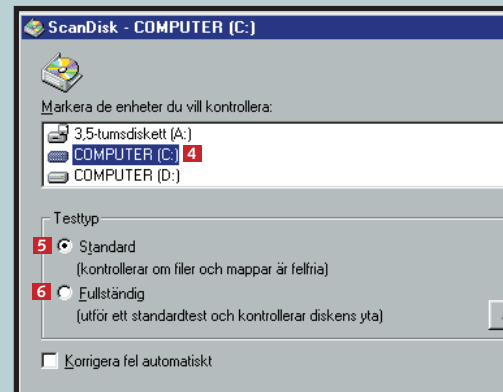 ScanDisk - COMPUTER (C:)
Markera de enheter du vill kontrollera:
3,5-tumsdiskett (A:)
COMPUTER (C:) 4
COMPUTER (D:)
Testtyp
5 Standard
(kontrollerar om filer och mappar är felfria)
6 Fullständig
(utför ett standardtest och kontrollerar diskens yta)
Korrigera fel automatiskt